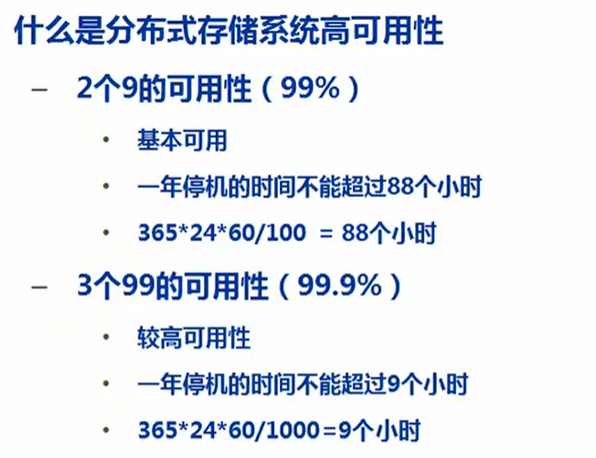 什么是分布式存储系统高可用性
– 2个9的可用性（99%）
• 基本可用
• 一年停机的时间不能超过88个小时
• 365*24*60/100 = 88个小时
– 3个99的可用性（99.9%）
• 较高可用性
• 一年停机的时间不能超过9个小时
• 365*24*60/1000=9个小时